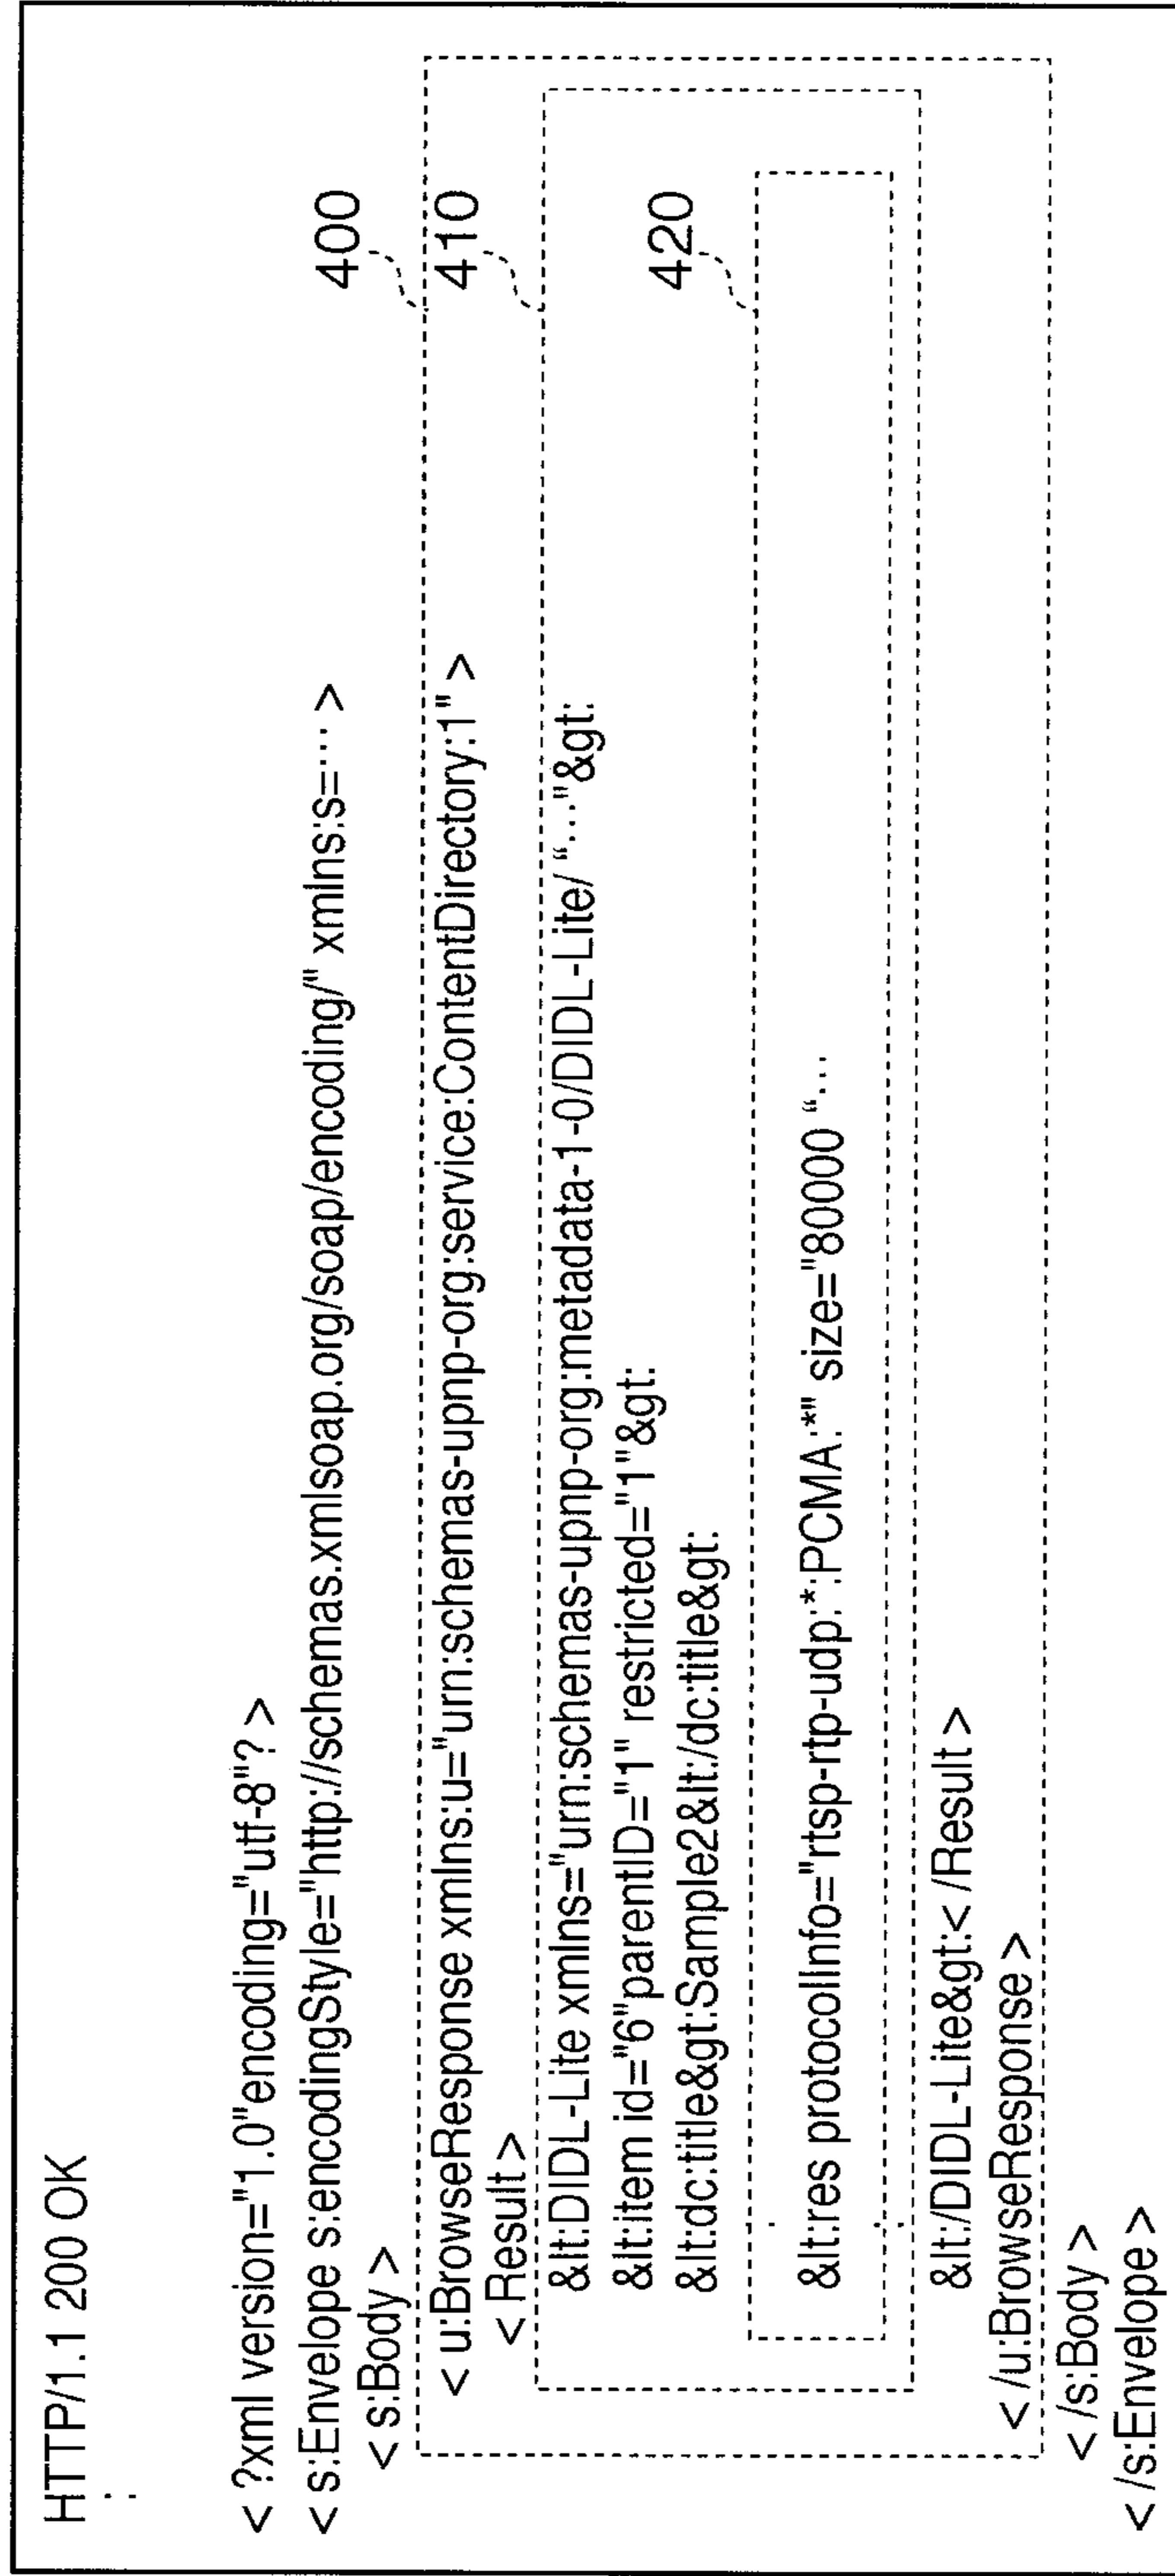 HTTP/1.1 200 OK
:
< ?xml version="1.0"encoding="utf-8"? >
< s:Envelope s:encodingStyle="http://schemas.xmlsoap.org/soap/encoding/" xmlns:s=··· >
< s:Body >
400
< u:BrowseResponse xmlns:u="urn:schemas-upnp-org:service:ContentDirectory:1" >
410
< Result >
&lt:DIDL-Lite xmlns="urn:schemas-upnp-org:metadata-1-0/DIDL-Lite/ “···"&gt:
&lt:item id="6"parentID="1" restricted="1"&gt:
&lt:dc:title&gt:Sample2&lt:/dc:title&gt:
420
&lt:res protocolInfo="rtsp-rtp-udp:*:PCMA:*" size="80000 “···
&lt:/DIDL-Lite&gt:< /Result >
< /u:BrowseResponse >
< /s:Body >
< /s:Envelope >